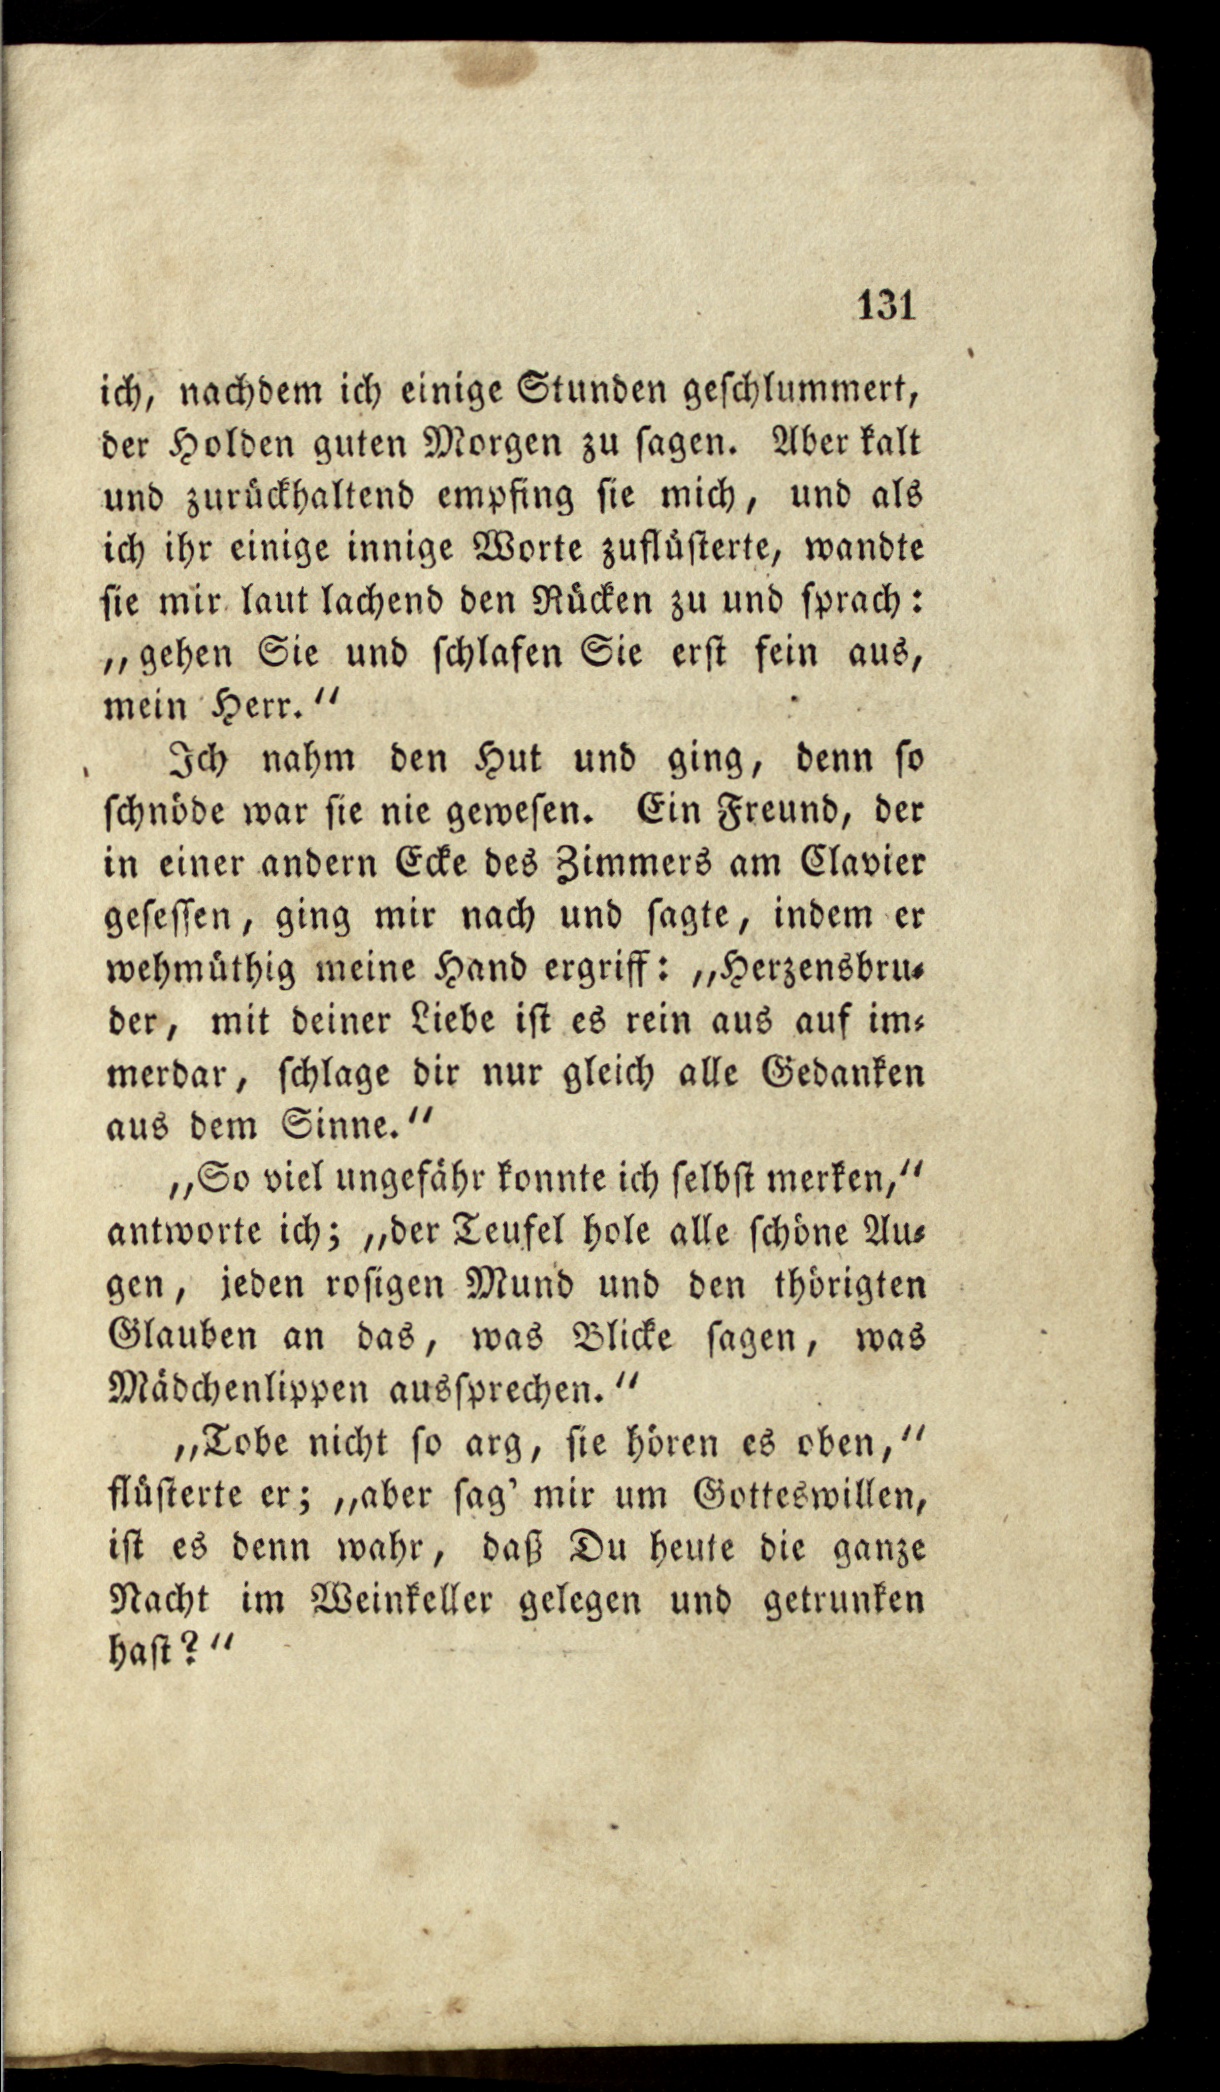 131
ich, nachdem ich einige Stunden geſchlummert,
der Holden guten Morgen zu ſagen. Aber kalt
und zurückhaltend empfing ſie mich, und als
ich ihr einige innige Worte zuflüſterte, wandte
ſie mir laut lachend den Rücken zu und ſprach:
„gehen Sie und ſchlafen Sie erſt fein aus,
mein Herr.“
Ich nahm den Hut und ging, denn ſo
ſchnöde war ſie nie geweſen. Ein Freund, der
in einer andern Ecke des Zimmers am Clavier
geſeſſen, ging mir nach und ſagte, indem er
wehmüthig meine Hand ergriff: „Herzensbru⸗
der, mit deiner Liebe iſt es rein aus auf im⸗
merdar, ſchlage dir nur gleich alle Gedanken
aus dem Sinne.“
„So viel ungefähr konnte ich ſelbſt merken,“
antworte ich; „der Teufel hole alle ſchöne Au⸗
gen, jeden roſigen Mund und den thörigten
Glauben an das, was Blicke ſagen, was
Mädchenlippen ausſprechen.“
„Tobe nicht ſo arg, ſie hören es oben,“
flüſterte er; „aber ſag’ mir um Gotteswillen,
iſt es denn wahr, daß Du heute die ganze
Nacht im Weinkeller gelegen und getrunken
haſt?“